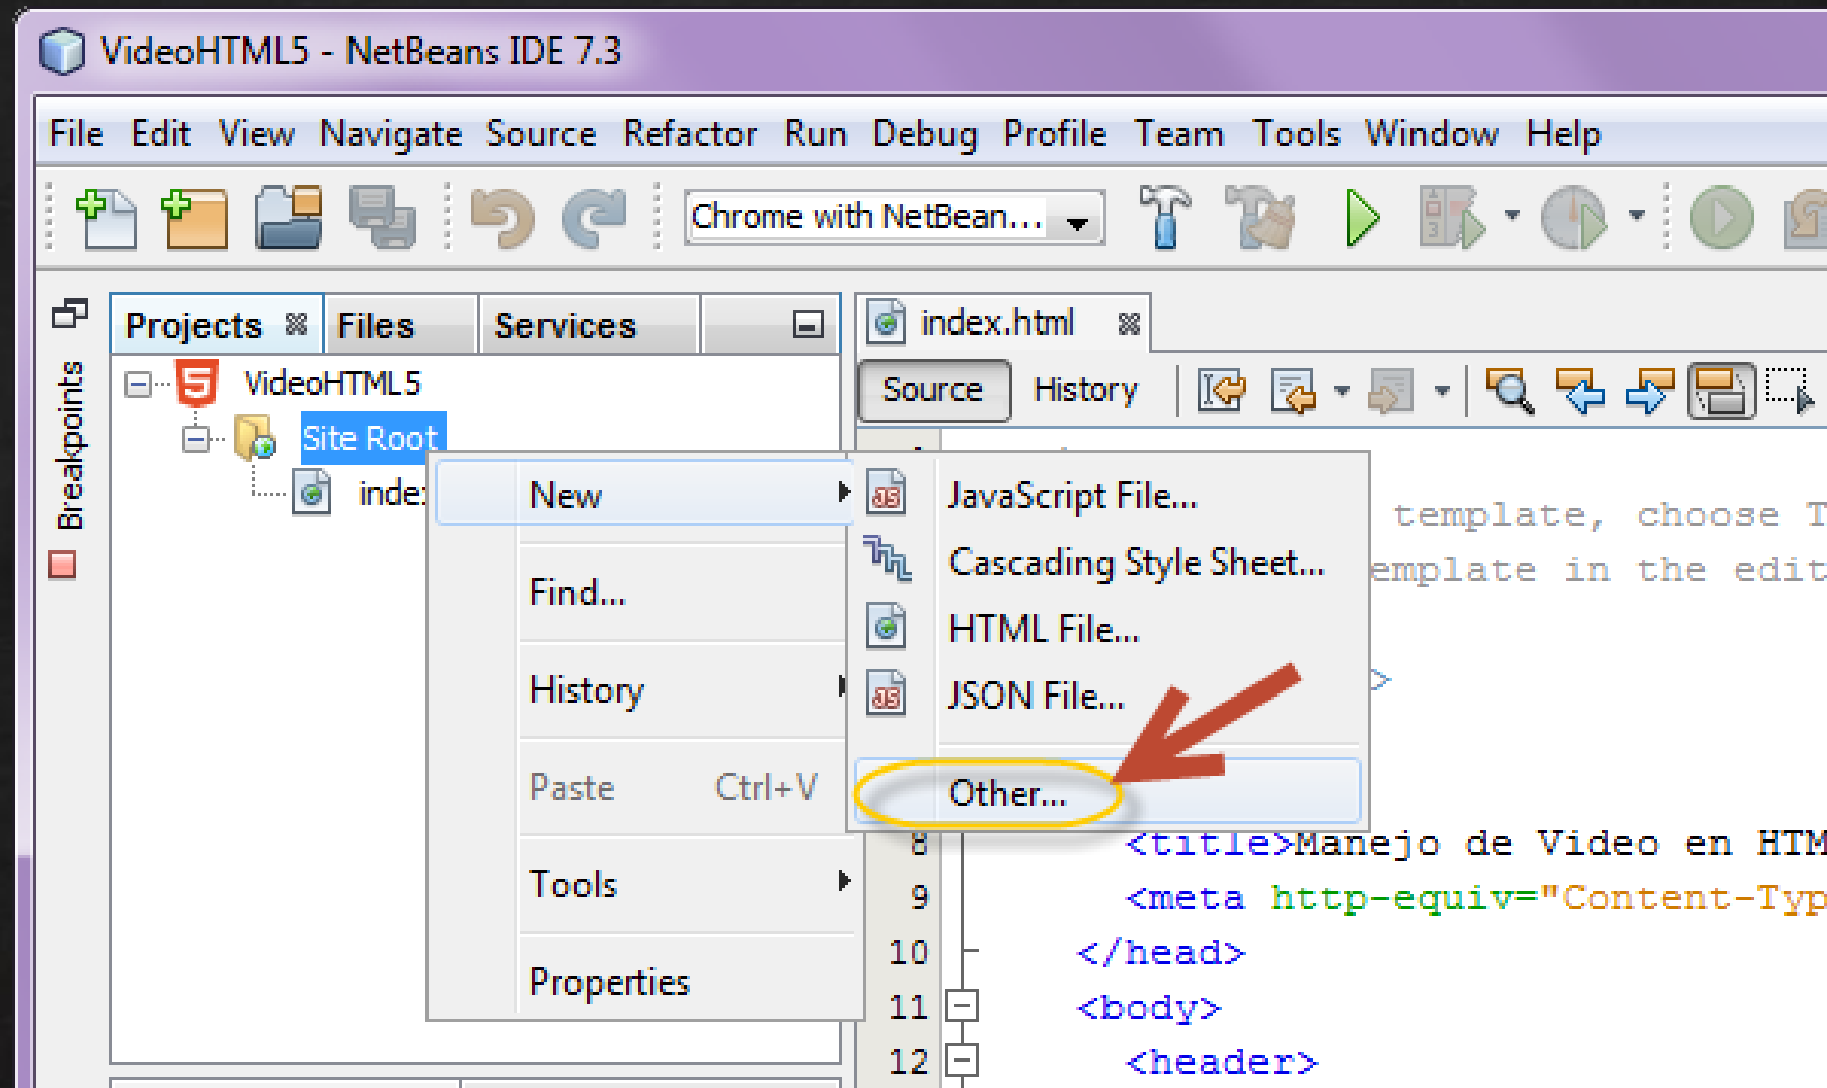 VideoHTML5 - NetBeans IDE 7.3
File Edit View Navigate Source Refactor Run Debug Profile Team Tools Window Help
Chrome with NetBean...
Projects Files Services
index.html
Source History
Breakpoints
VideoHTML5
Site Root
New
Find...
History
Paste Ctrl+V
Tools
Properties
JavaScript File...
Cascading Style Sheet...
HTML File...
JSON File...
Other...
template, choose T
emplate in the edit
>
8 <title>Manejo de Video en HTM
9 <meta http-equiv="Content-Typ
10 </head>
11 <body>
12 <header>